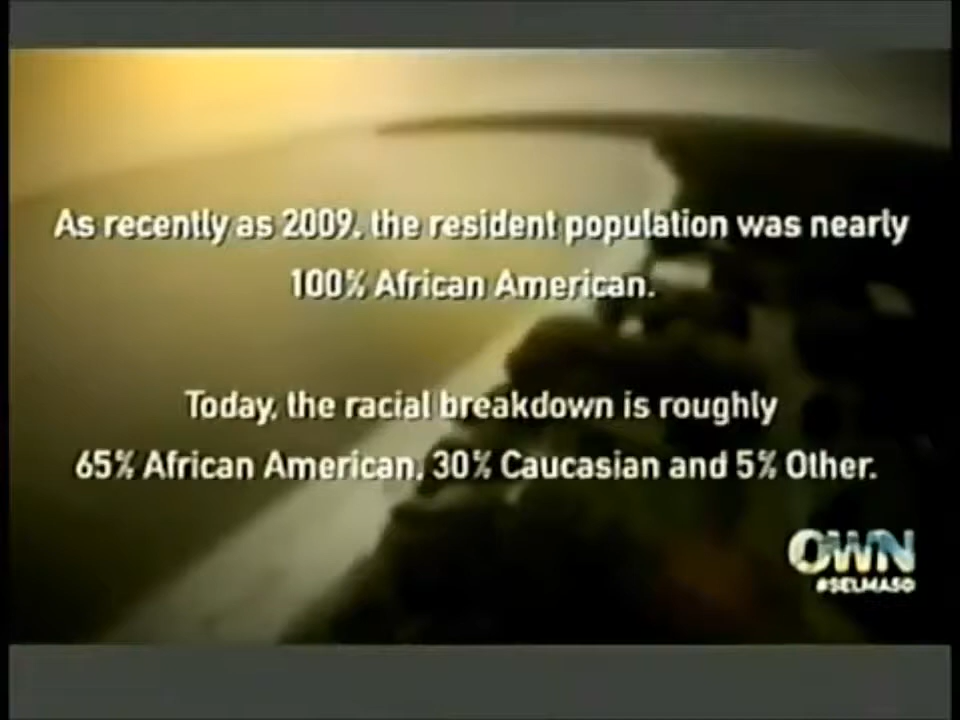 As recently as 2009, the resident population was nearly
100% African American.
Today, the racial breakdown is roughly
65% African American, 30% Caucasian and 5% Other.
OWN
#SELMA50